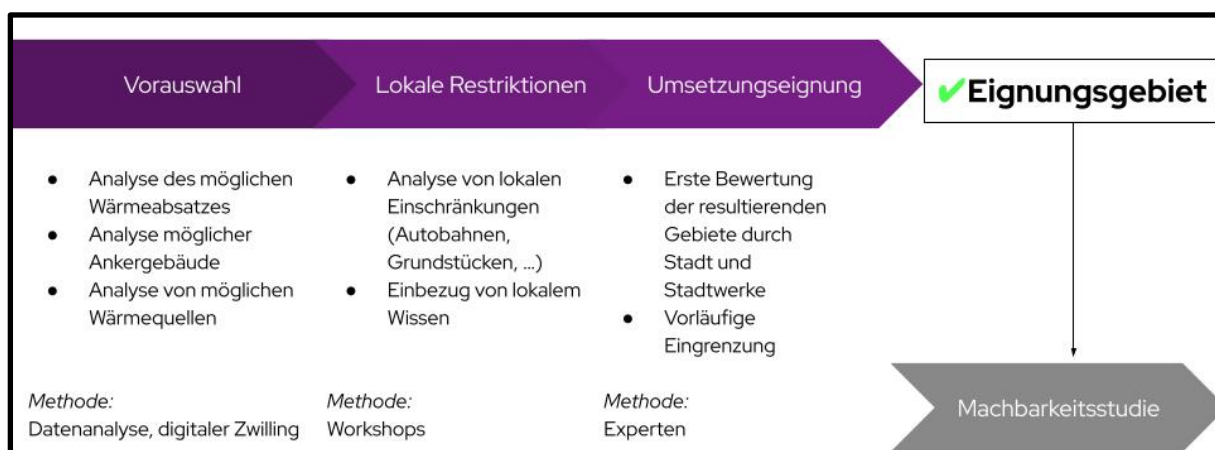 Vorauswahl
Lokale Restriktionen
Umsetzungseignung
✔Eignungsgebiet
● Analyse des möglichen
Wärmeabsatzes
● Analyse möglicher
Ankergebäude
● Analyse von möglichen
Wärmequellen
● Analyse von lokalen
Einschränkungen
(Autobahnen,
Grundstücken, ...)
● Einbezug von lokalem
Wissen
● Erste Bewertung
der resultierenden
Gebiete durch
Stadt und
Stadtwerke
● Vorläufige
Eingrenzung
Methode:
Datenanalyse, digitaler Zwilling
Methode:
Workshops
Methode:
Experten
Machbarkeitsstudie